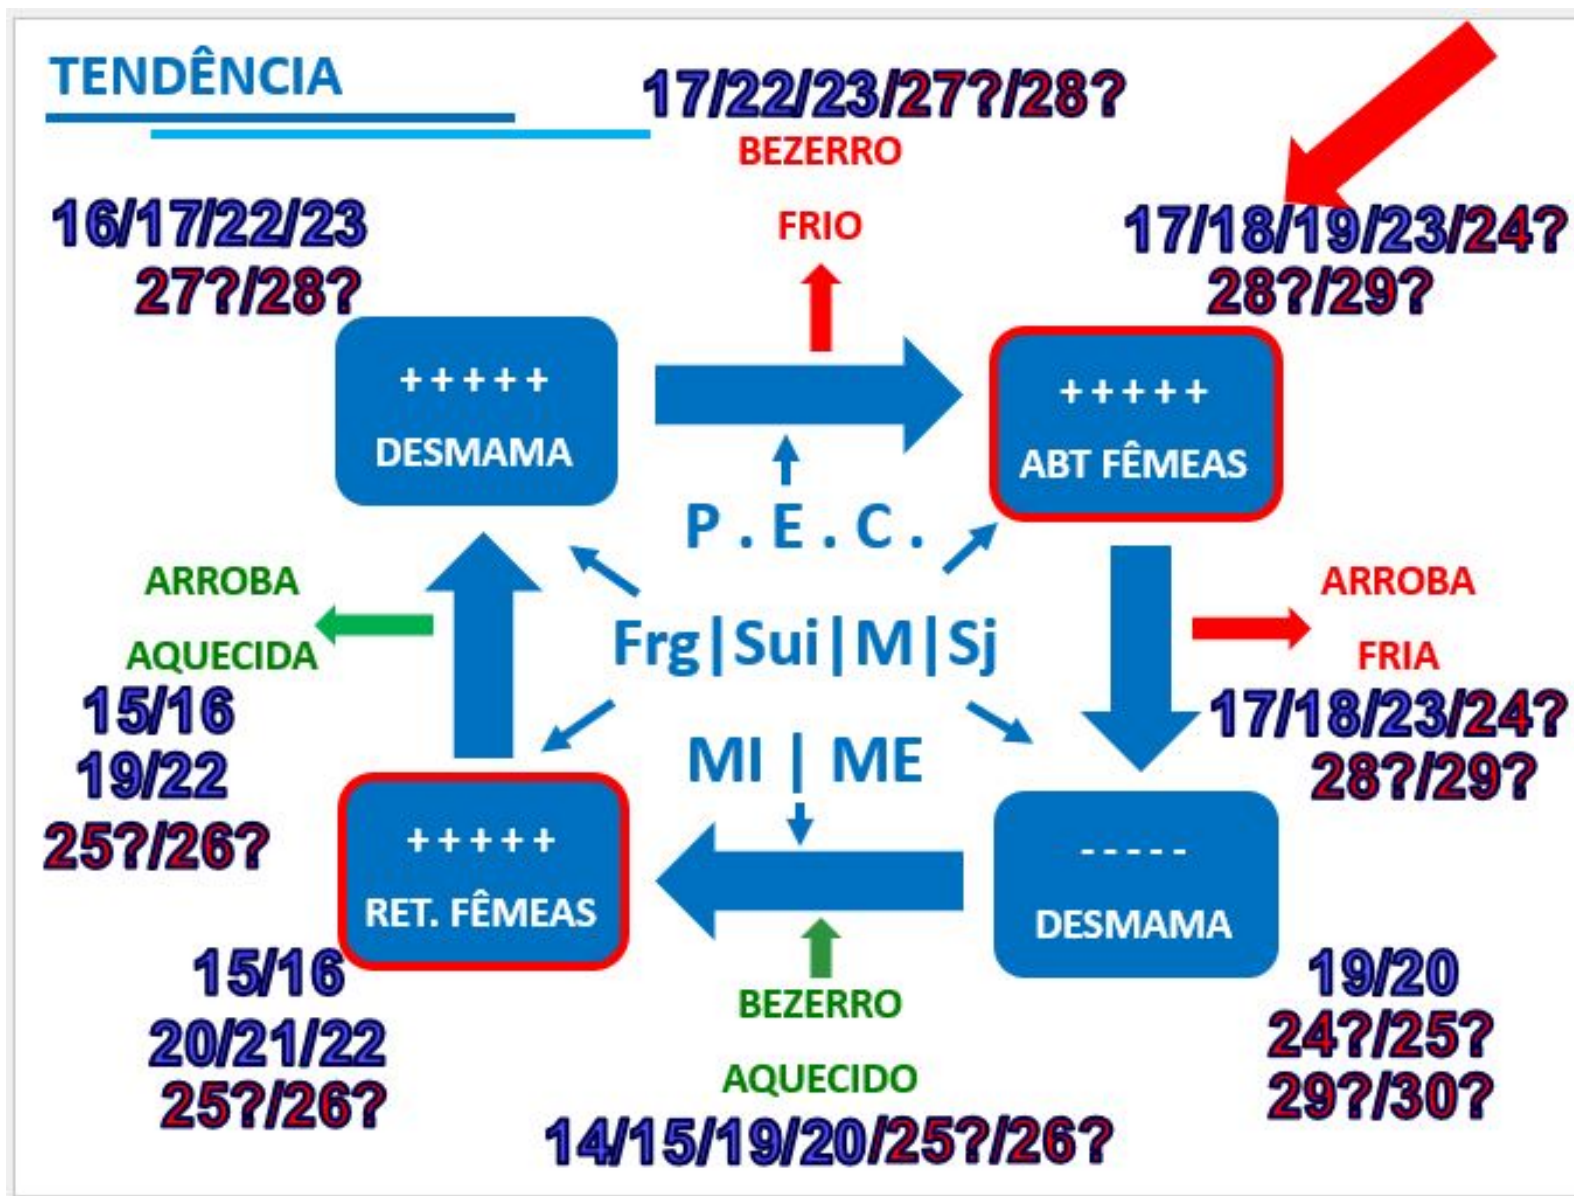 TENDÊNCIA
17/22/23/27?/28?
BEZERRO
FRIO
16/17/22/23
27?/28?
17/18/19/23/24?
28?/29?
+++++
DESMAMA
+++++
ABT FÊMEAS
P . E . C .
ARROBA
AQUECIDA
15/16
19/22
25?/26?
Frg|Sui|M|Sj
ARROBA
FRIA
17/18/23/24?
28?/29?
MI | ME
+++++
RET. FÊMEAS
-----
DESMAMA
15/16
20/21/22
25?/26?
BEZERRO
AQUECIDO
14/15/19/20/25?/26?
19/20
24?/25?
29?/30?